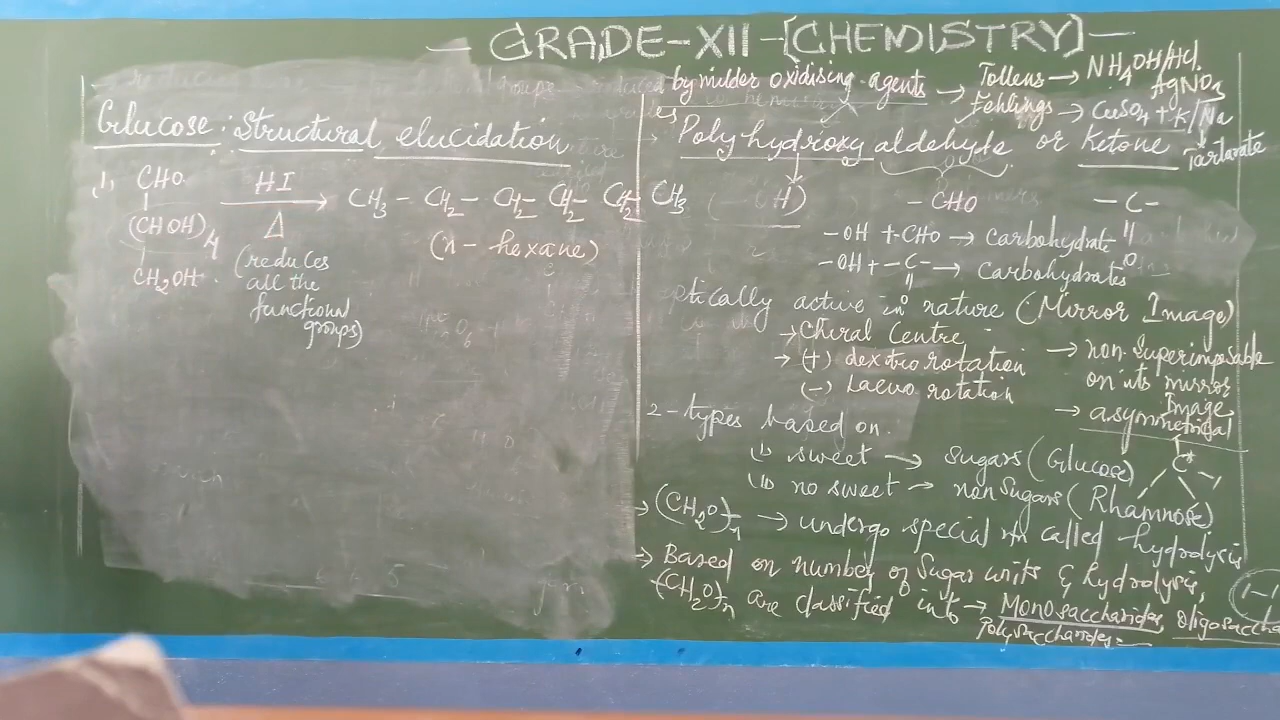 GRADE-XII-[CHEMISTRY]
Glucose: Structural elucidation
(1) CHO
(CHOH)4
CH2OH.
HI
Δ
(reduces
all the
functional
groups)
CH3 - CH2 - CH2 CH2 CH2 CH3
(n-hexane)
by milder oxidising agents → Tollens → NH4OH/HCl.
AgNO3
Fehlings → CuSO4 + K/Na
Tartarate
Polyhydroxy aldehyde or Ketone
H)
-CHO
-C-
O
-OH + CHO → Carbohydrate
-OH + -C- → Carbohydrates
O
ptically active in nature (Mirror Image)
→ Chiral Centre
→ (+) dextro rotation
(-) Laevo rotation
→ non-Superimposable
on its mirror
Image
→ asymmetrical
C*
2-types based on
(i) sweet → Sugars (Glucose)
(ii) no sweet → non Sugars (Rhamnose)
→ (CH2O)n → undergo special rxn called hydrolysis
→ Based on number of Sugar units & hydrolysis,
(CH2O)n are classified into → Monosaccharides, Oligosaccha
Polysaccharides